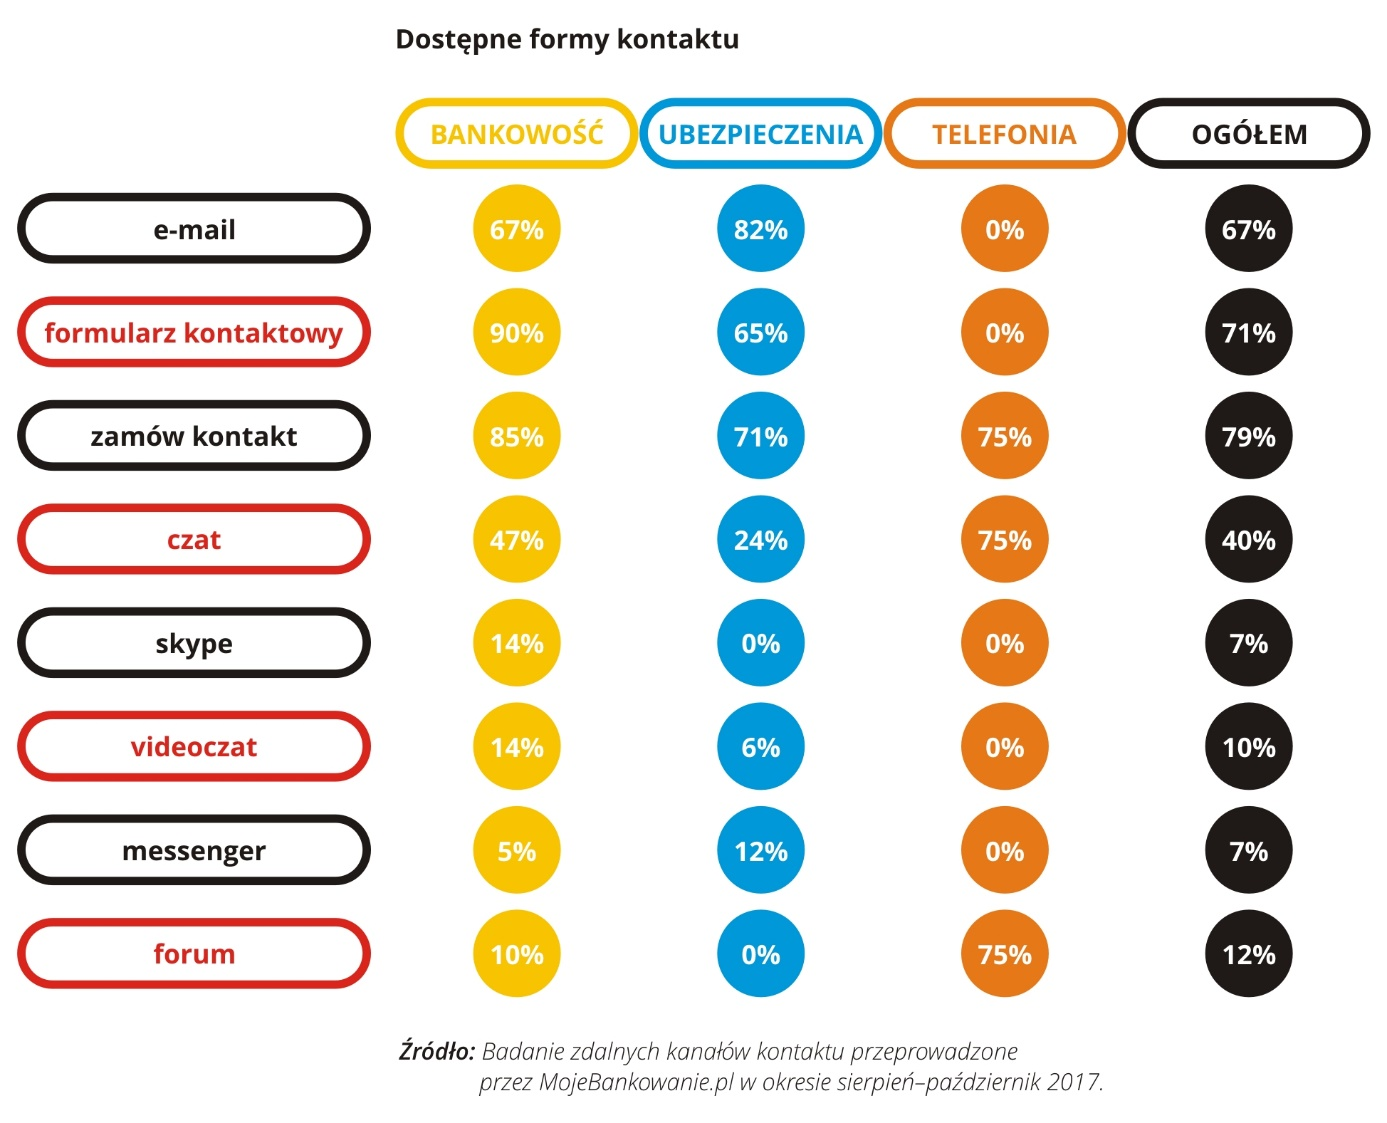 Dostępne formy kontaktu
BANKOWOŚĆ UBEZPIECZENIA TELEFONIA OGÓŁEM
e-mail 67% 82% 0% 67%
formularz kontaktowy 90% 65% 0% 71%
zamów kontakt 85% 71% 75% 79%
czat 47% 24% 75% 40%
skype 14% 0% 0% 7%
videoczat 14% 6% 0% 10%
messenger 5% 12% 0% 7%
forum 10% 0% 75% 12%
Źródło: Badanie zdalnych kanałów kontaktu przeprowadzone
przez MojeBankowanie.pl w okresie sierpień–październik 2017.